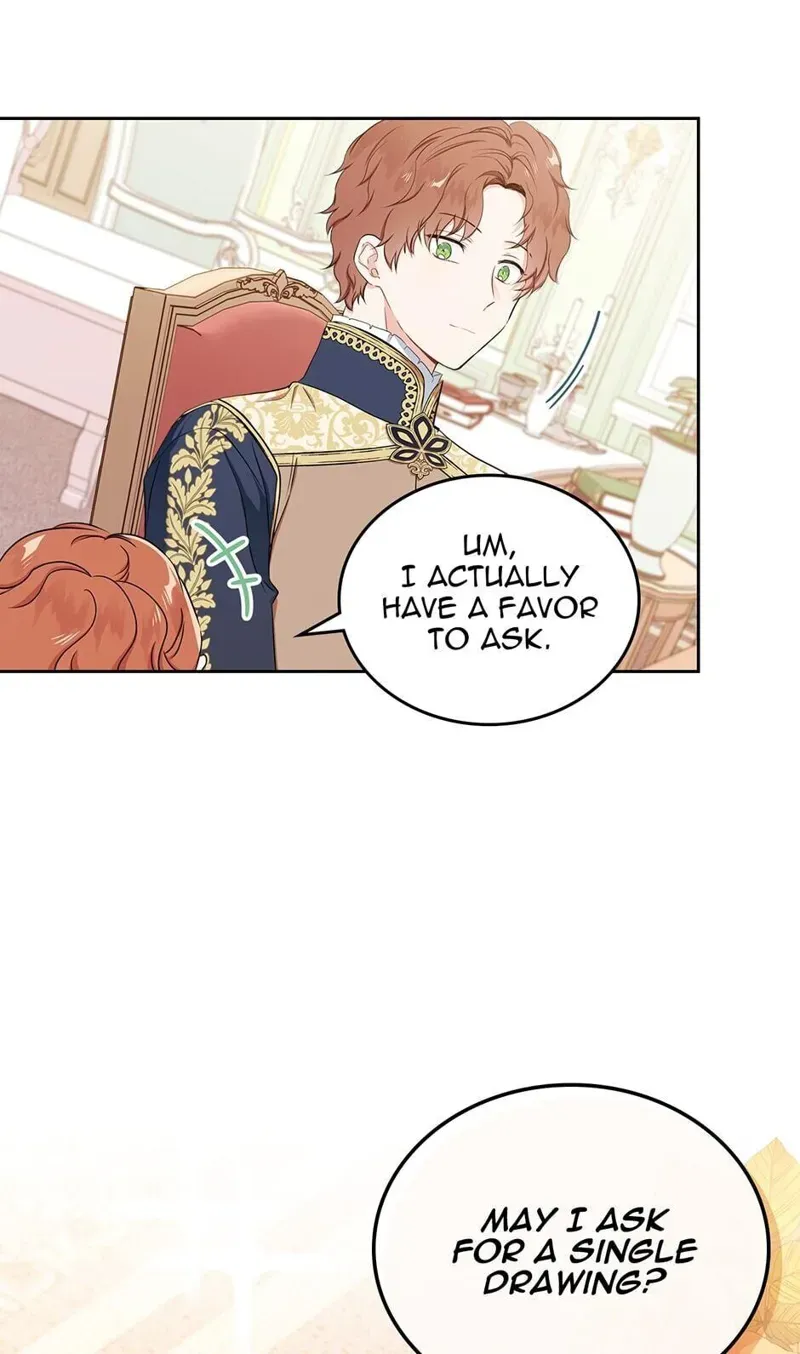 UM,
I ACTUALLY
HAVE A FAVOR
TO ASK.
MAY I ASK
FOR A SINGLE
DRAWING?